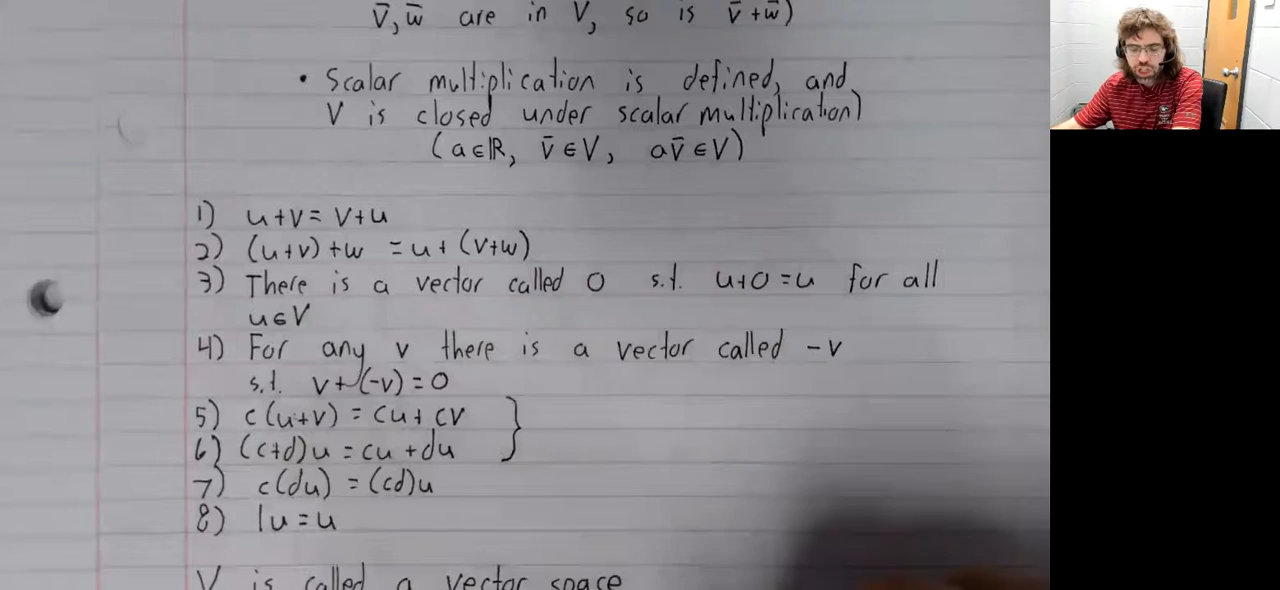 v̄, w̄ are in V, so is v̄ + w̄)
• Scalar multiplication is defined, and
V is closed under scalar multiplication)
(a∈ℝ, v̄ ∈ V, av̄ ∈ V)
1) u+v = v+u
2) (u+v)+w = u+(v+w)
3) There is a vector called 0 s.t. u+0=u for all
u∈V
4) For any v there is a vector called -v
s.t. v+(-v)=0
5) c(u+v) = cu + cv }
6) (c+d)u = cu + du
7) c(du) = (cd)u
8) 1u = u
V is called a vector space